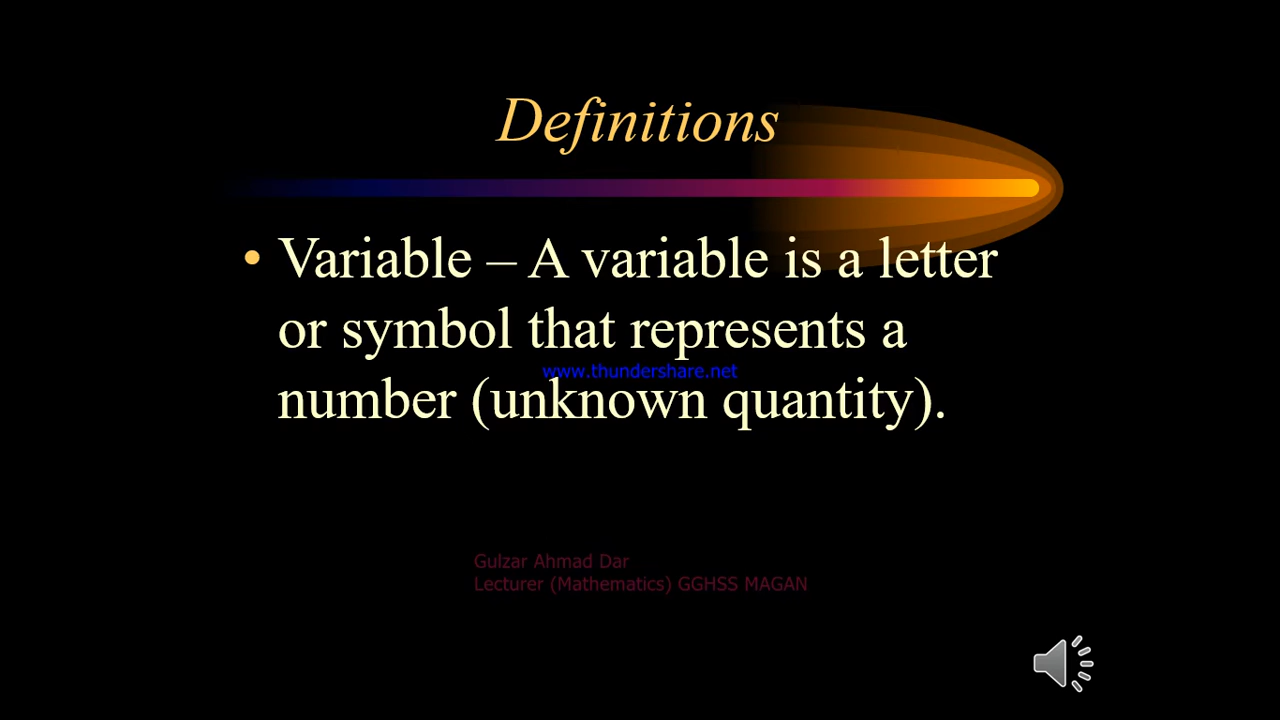 Definitions
• Variable – A variable is a letter
or symbol that represents a
www.thundershare.net
number (unknown quantity).
Gulzar Ahmad Dar
Lecturer (Mathematics) GGHSS MAGAN